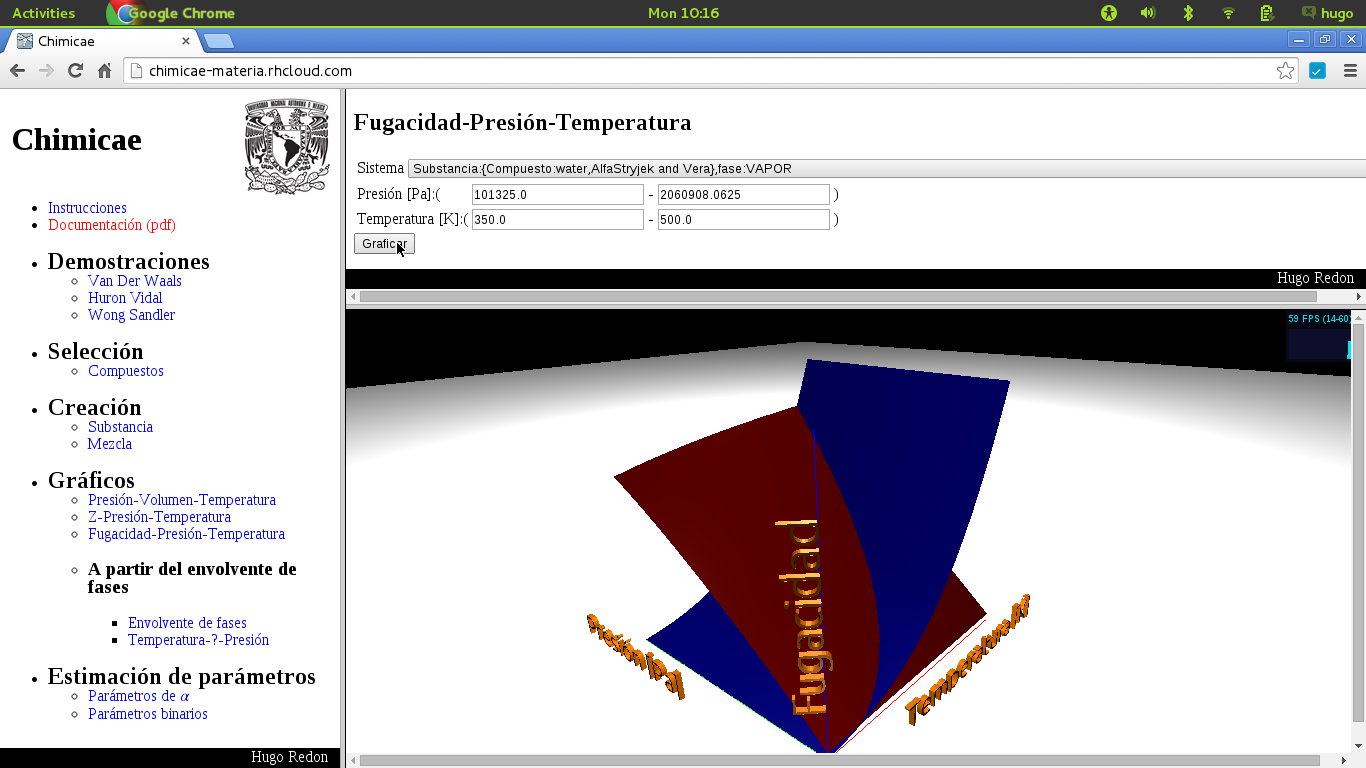 Activities
Google Chrome
Mon 10:16
hugo
Chimicae
chimicae-materia.rhcloud.com
Chimicae
Instrucciones
Documentación (pdf)
Demostraciones
Van Der Waals
Huron Vidal
Wong Sandler
Selección
Compuestos
Creación
Substancia
Mezcla
Gráficos
Presión-Volumen-Temperatura
Z-Presión-Temperatura
Fugacidad-Presión-Temperatura
A partir del envolvente de
fases
Envolvente de fases
Temperatura-?-Presión
Estimación de parámetros
Parámetros de α
Parámetros binarios
Hugo Redon
Fugacidad-Presión-Temperatura
Sistema Substancia:{Compuesto:water,AlfaStryjek and Vera},fase:VAPOR
Presión [Pa]:( 101325.0 - 2060908.0625 )
Temperatura [K]:( 350.0 - 500.0 )
Graficar
Hugo Redon
59 FPS (14-60)
Fugacidad
Presión[Pa]
Temperatura[K]